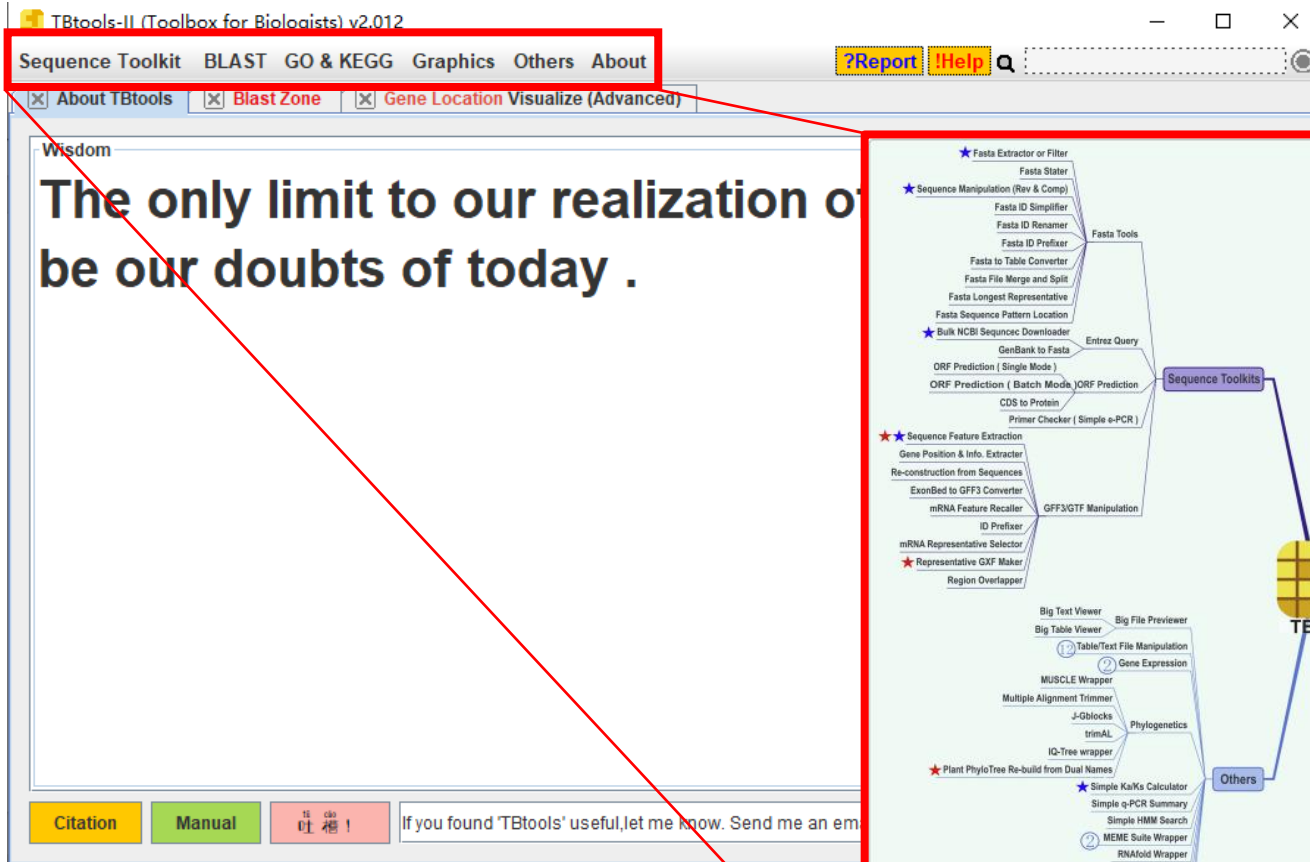 TBtools-II (Toolbox for Biologists) v2.012
Sequence Toolkit BLAST GO & KEGG Graphics Others About
?Report !Help
About TBtools Blast Zone Gene Location Visualize (Advanced)
Wisdom
The only limit to our realization of
be our doubts of today .
Citation
Manual
tǔ cáo
吐 槽 !
If you found 'TBtools' useful,let me know. Send me an ema
Fasta Extractor or Filter
Fasta Stater
Sequence Manipulation (Rev & Comp)
Fasta ID Simplifier
Fasta ID Renamer
Fasta ID Prefixer
Fasta to Table Converter
Fasta File Merge and Split
Fasta Longest Representative
Fasta Sequence Pattern Location
Fasta Tools
Bulk NCBI Sequncec Downloader
GenBank to Fasta
Entrez Query
ORF Prediction ( Single Mode )
ORF Prediction ( Batch Mode )
CDS to Protein
ORF Prediction
Primer Checker ( Simple e-PCR )
Sequence Toolkits
Sequence Feature Extraction
Gene Position & Info. Extracter
Re-construction from Sequences
ExonBed to GFF3 Converter
mRNA Feature Recaller
ID Prefixer
mRNA Representative Selector
Representative GXF Maker
Region Overlapper
GFF3/GTF Manipulation
TB
Big Text Viewer
Big Table Viewer
Big File Previewer
12 Table/Text File Manipulation
2 Gene Expression
MUSCLE Wrapper
Multiple Alignment Trimmer
J-Gblocks
trimAL
IQ-Tree wrapper
Plant PhyloTree Re-build from Dual Names
Phylogenetics
Others
Simple Ka/Ks Calculator
Simple q-PCR Summary
Simple HMM Search
2 MEME Suite Wrapper
RNAfold Wrapper